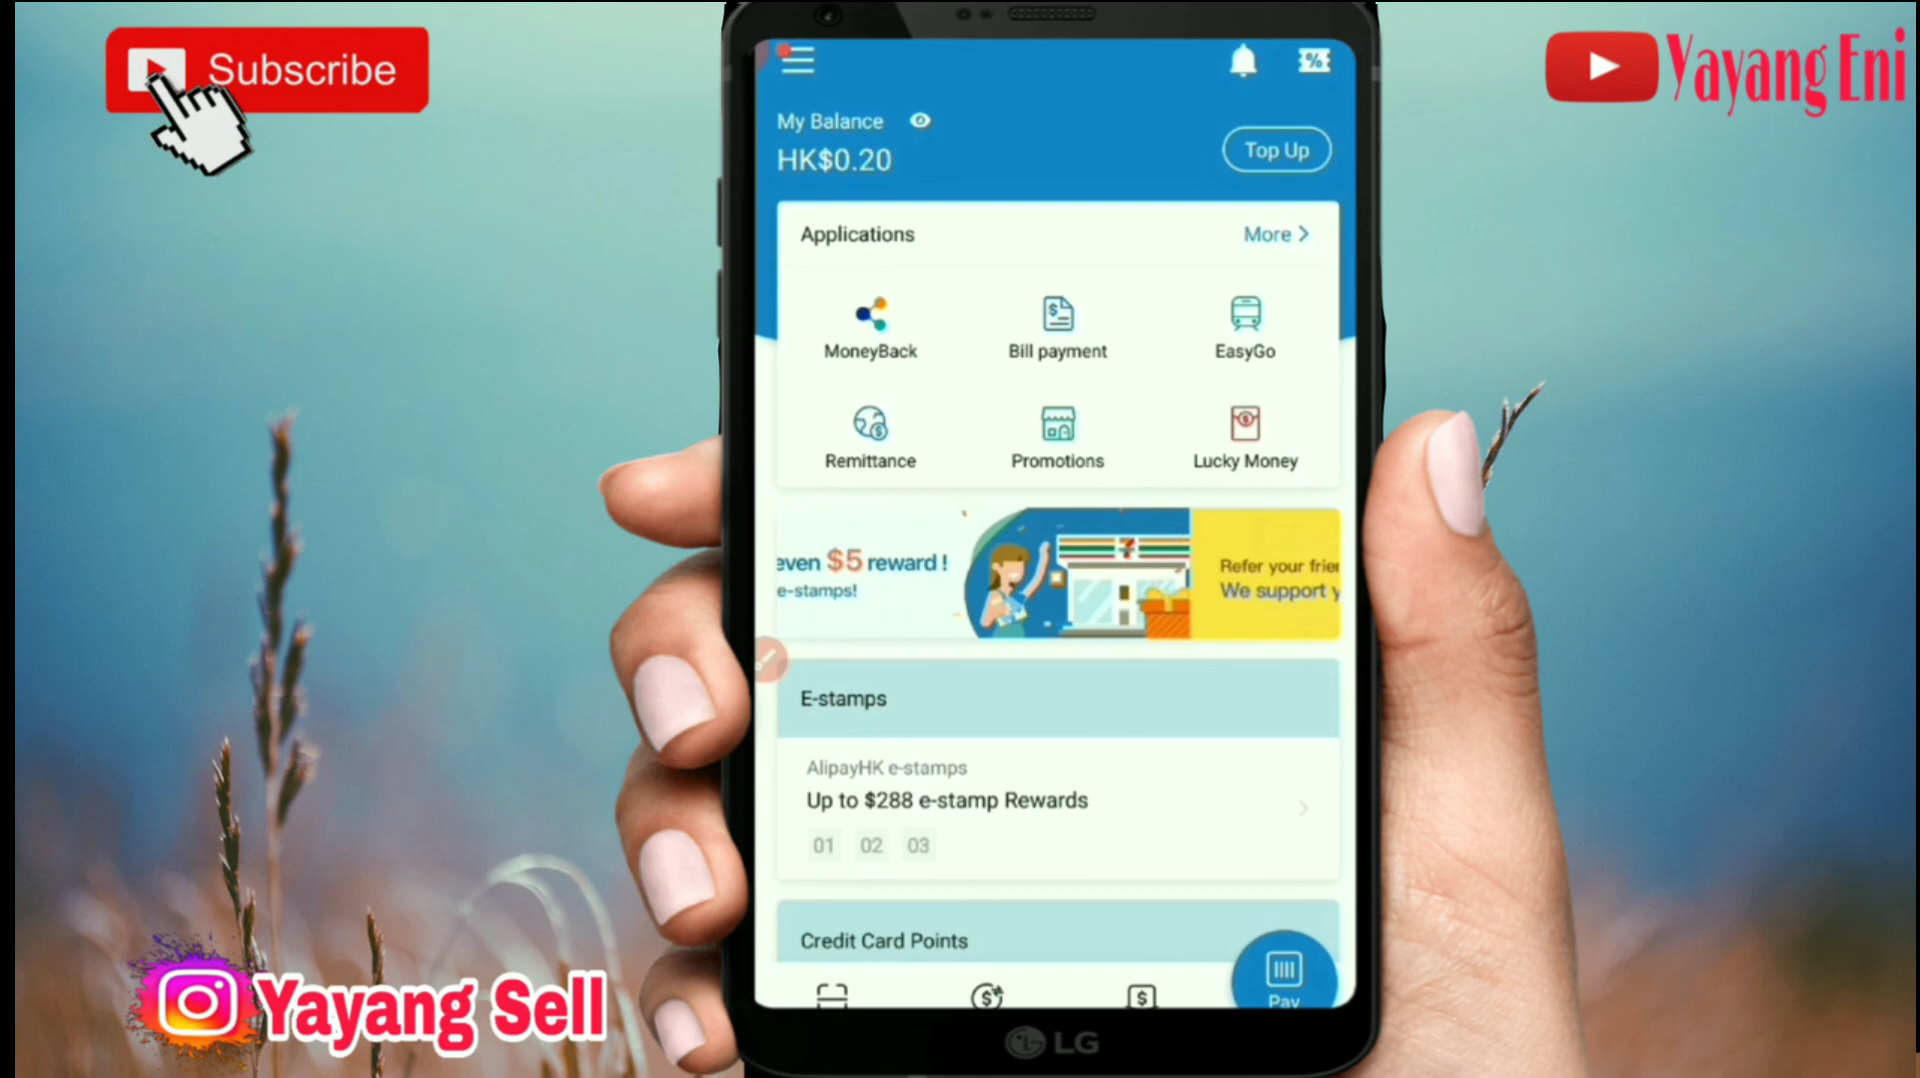 Subscribe
Yayang Eni
My Balance
HK$0.20
Top Up
Applications
More
MoneyBack
Bill payment
EasyGo
Remittance
Promotions
Lucky Money
even $5 reward !
e-stamps!
Refer your frie
We support y
E-stamps
AlipayHK e-stamps
Up to $288 e-stamp Rewards
01 02 03
Credit Card Points
Pay
LG
Yayang Sell